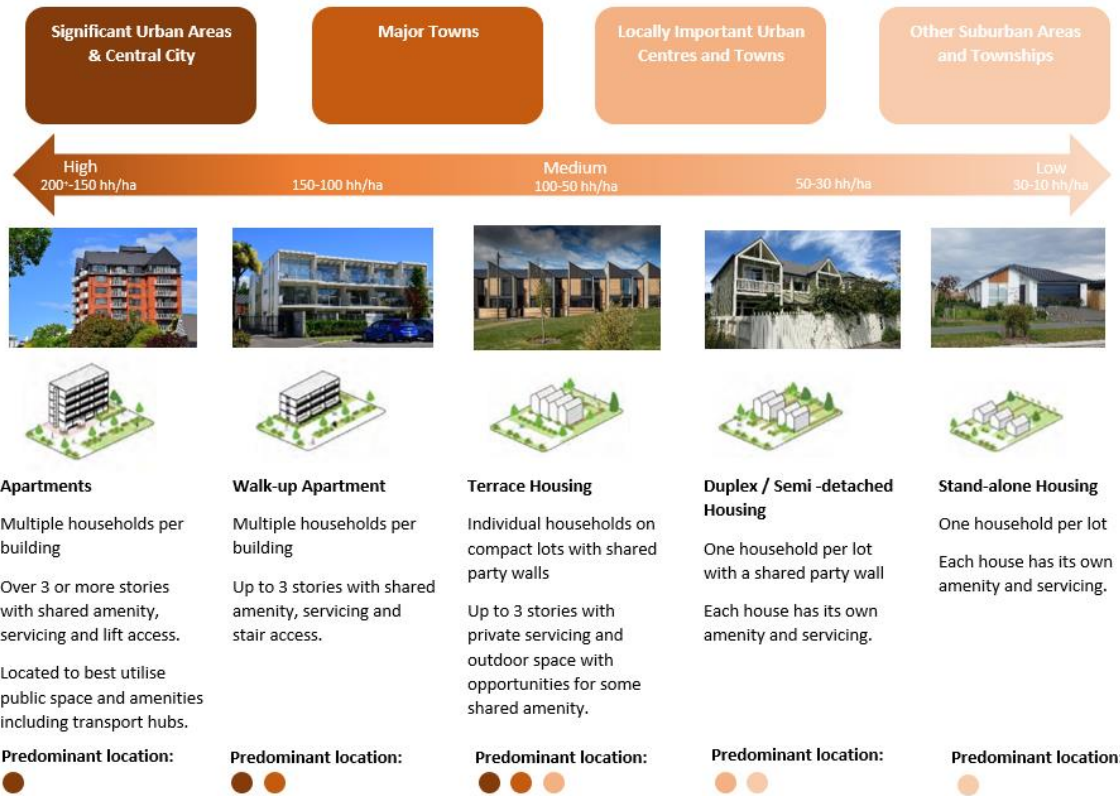 Significant Urban Areas
& Central City
Major Towns
Locally Important Urban
Centres and Towns
Other Suburban Areas
and Townships
High
200+-150 hh/ha
150-100 hh/ha
Medium
100-50 hh/ha
50-30 hh/ha
Low
30-10 hh/ha
Apartments
Multiple households per
building
Over 3 or more stories
with shared amenity,
servicing and lift access.
Located to best utilise
public space and amenities
including transport hubs.
Predominant location:
Walk-up Apartment
Multiple households per
building
Up to 3 stories with shared
amenity, servicing and
stair access.
Predominant location:
Terrace Housing
Individual households on
compact lots with shared
party walls
Up to 3 stories with
private servicing and
outdoor space with
opportunities for some
shared amenity.
Predominant location:
Duplex / Semi -detached
Housing
One household per lot
with a shared party wall
Each house has its own
amenity and servicing.
Predominant location:
Stand-alone Housing
One household per lot
Each house has its own
amenity and servicing.
Predominant location: